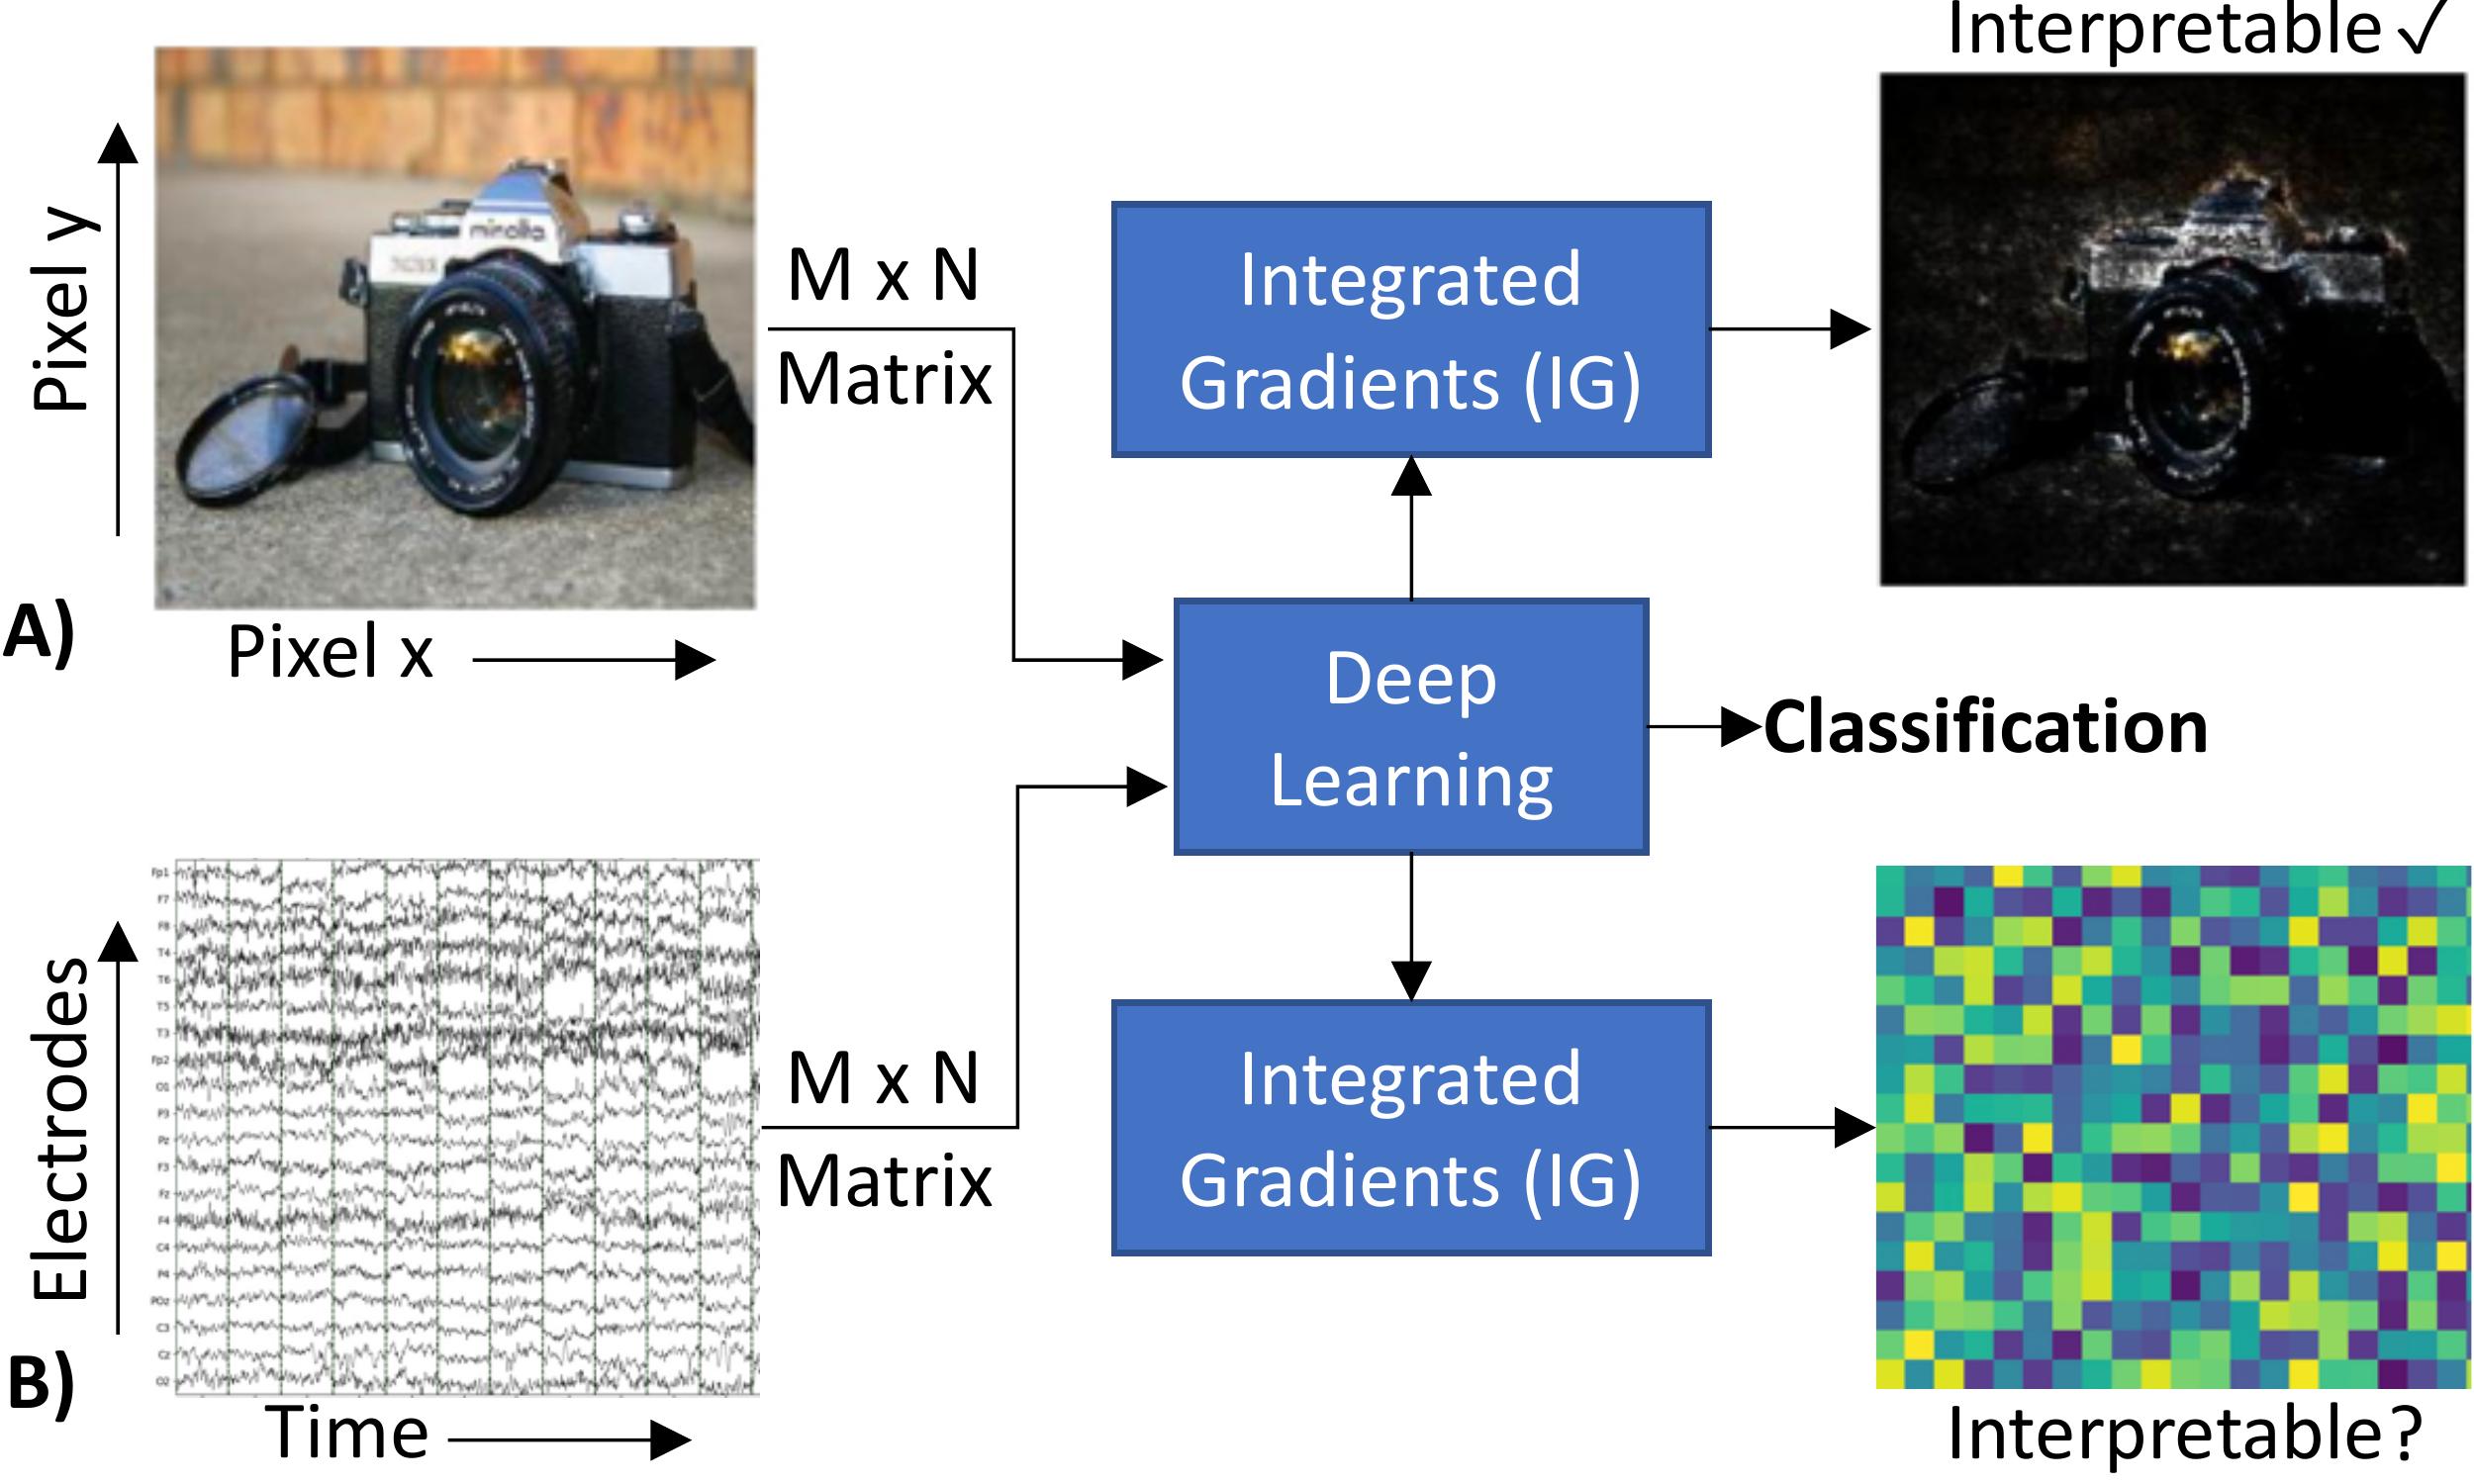 Interpretable ✓
Pixel y
minolta
M x N
Matrix
Integrated
Gradients (IG)
A)
Pixel x
Deep
Learning
Classification
Electrodes
Fp1
F7
F8
T4
T6
T5
T3
Fp2
O1
P3
Pz
F3
Fz
F4
C4
P4
POz
C3
Cz
O2
M x N
Matrix
Integrated
Gradients (IG)
B)
Time
Interpretable?